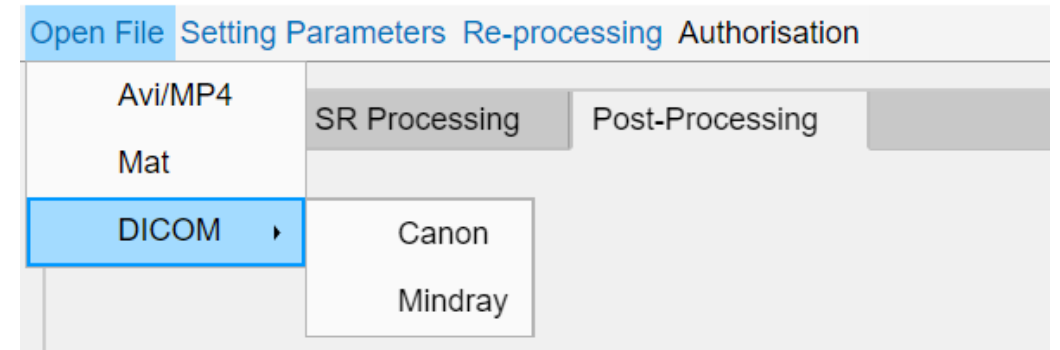 Open File Setting Parameters Re-processing Authorisation
Avi/MP4
SR Processing Post-Processing
Mat
DICOM
Canon
Mindray